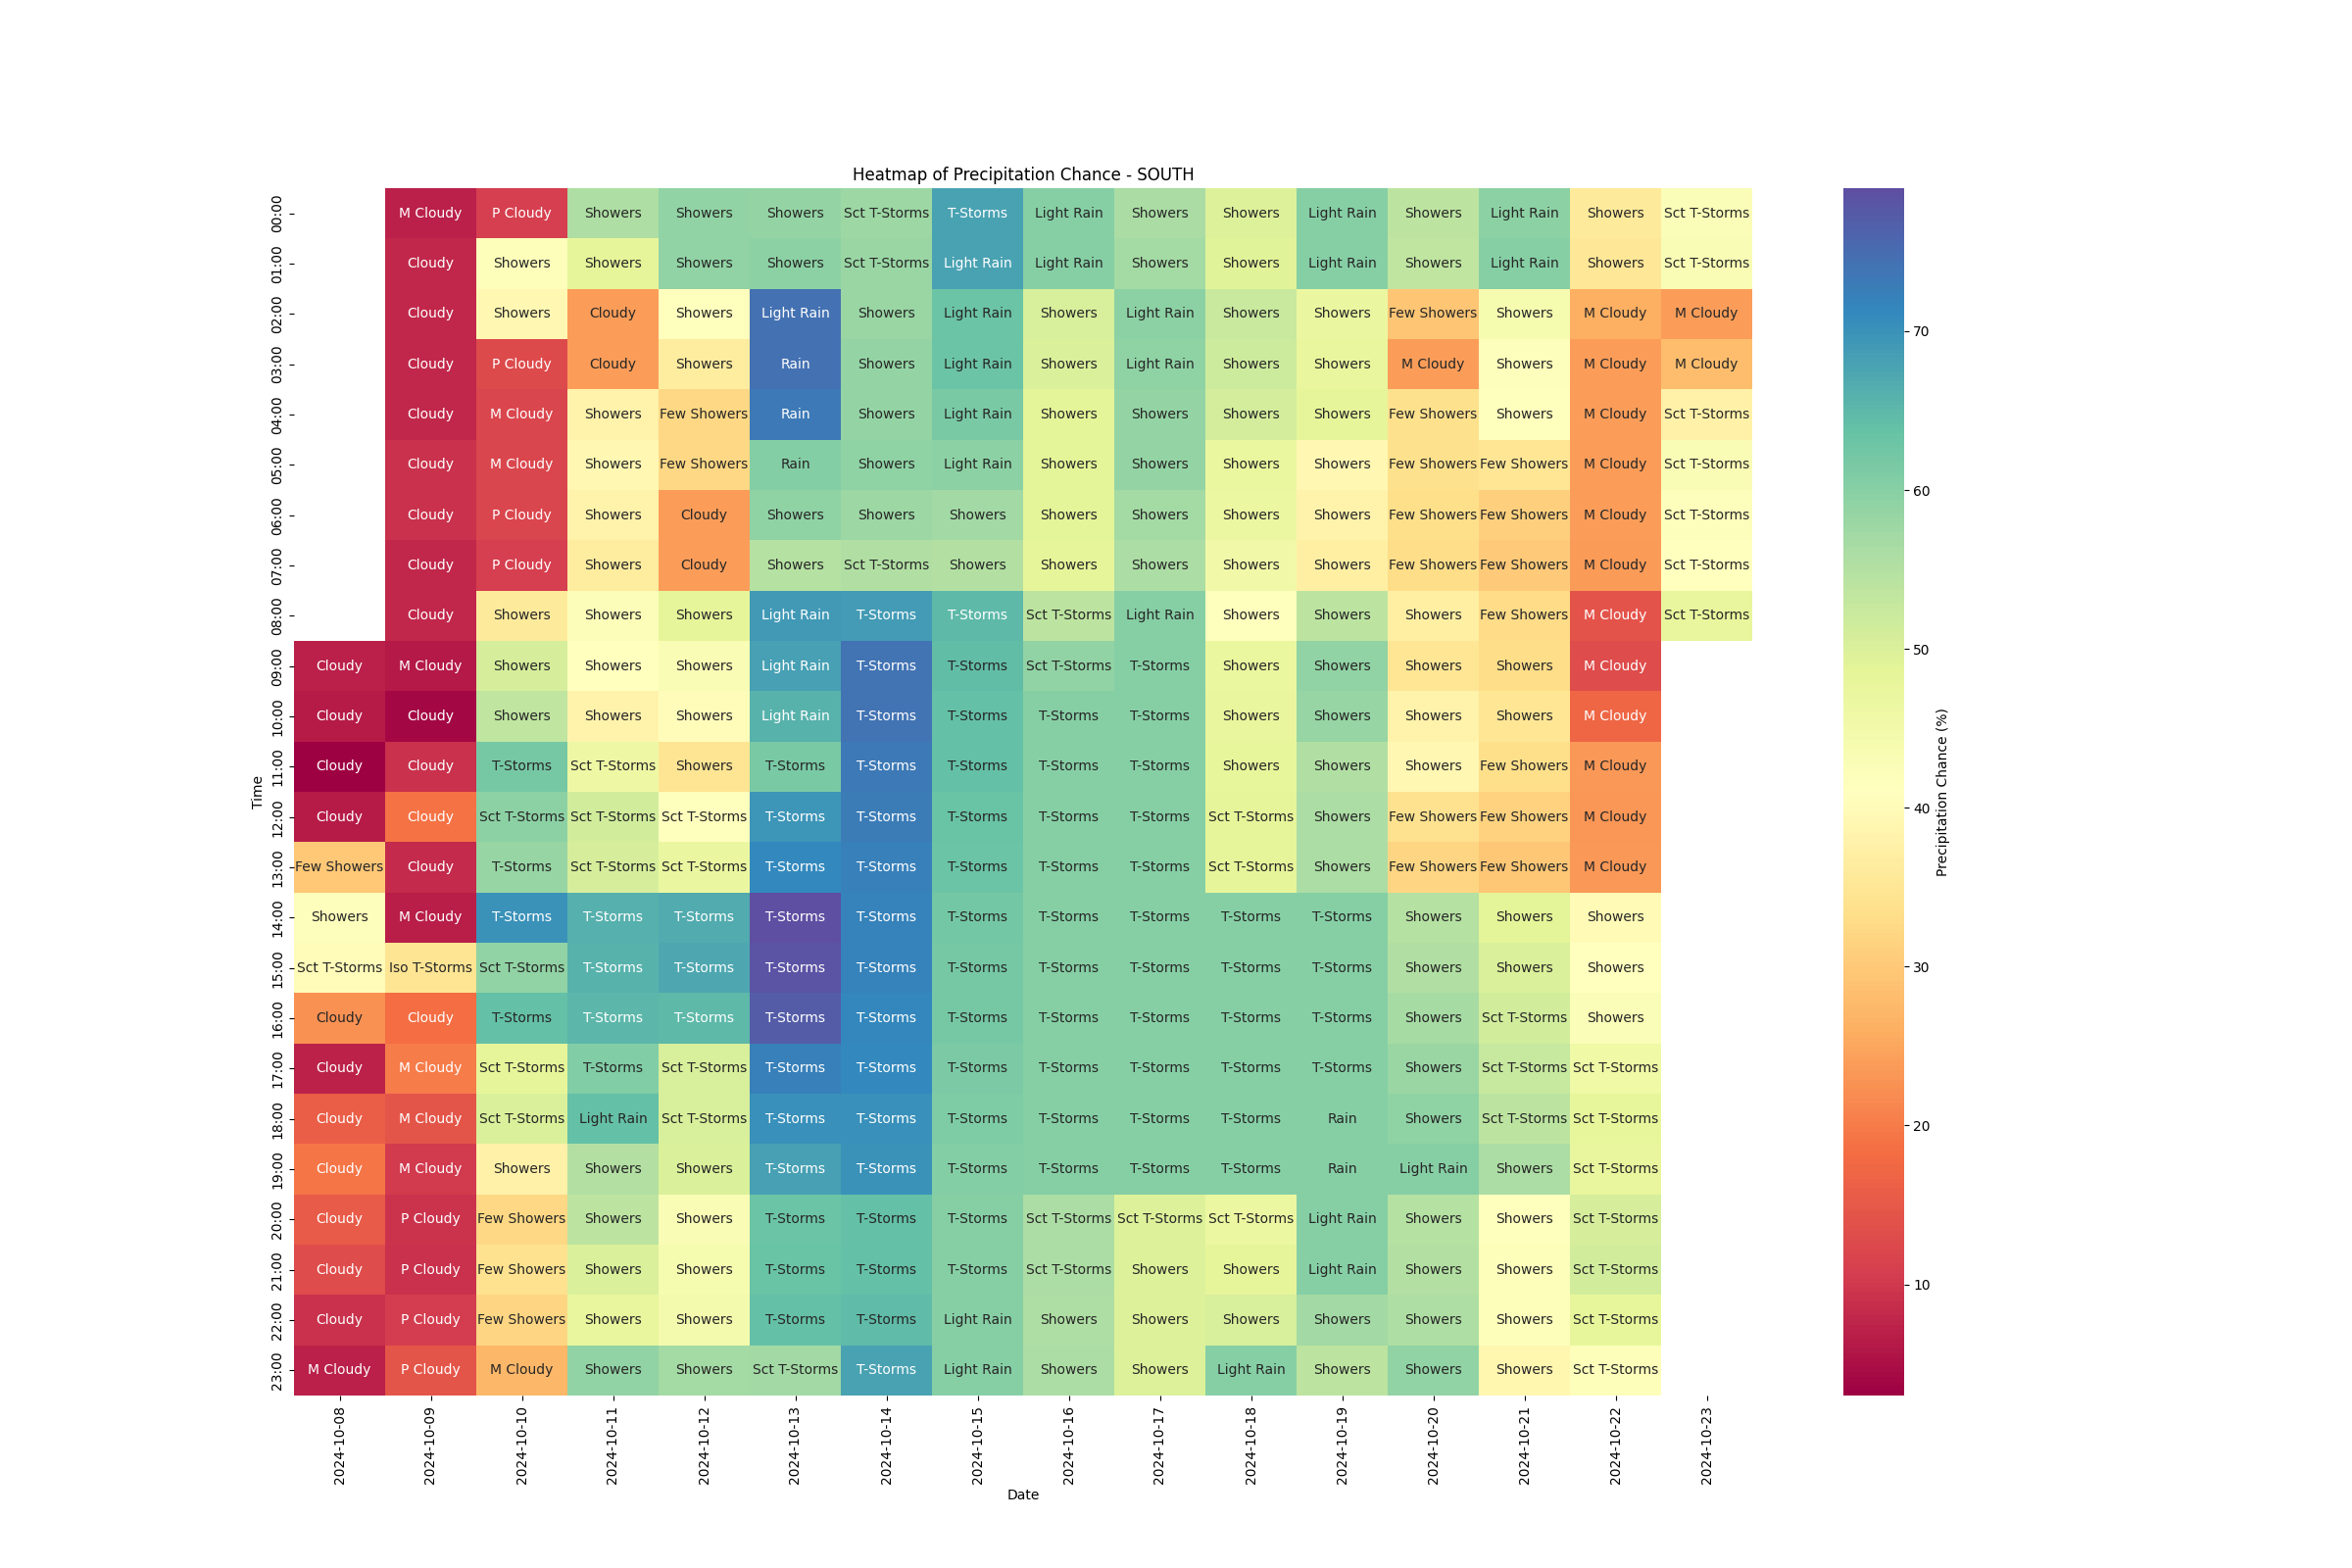 Heatmap of Precipitation Chance - SOUTH
00:00 M Cloudy P Cloudy Showers Showers Showers Sct T-Storms T-Storms Light Rain Showers Showers Light Rain Showers Light Rain Showers Sct T-Storms
01:00 Cloudy Showers Showers Showers Showers Sct T-Storms Light Rain Light Rain Showers Showers Light Rain Showers Light Rain Showers Sct T-Storms
02:00 Cloudy Showers Cloudy Showers Light Rain Showers Light Rain Showers Light Rain Showers Showers Few Showers Showers M Cloudy M Cloudy
03:00 Cloudy P Cloudy Cloudy Showers Rain Showers Light Rain Showers Light Rain Showers Showers M Cloudy Showers M Cloudy M Cloudy
04:00 Cloudy M Cloudy Showers Few Showers Rain Showers Light Rain Showers Showers Showers Showers Few Showers Showers M Cloudy Sct T-Storms
05:00 Cloudy M Cloudy Showers Few Showers Rain Showers Light Rain Showers Showers Showers Showers Few Showers Few Showers M Cloudy Sct T-Storms
06:00 Cloudy P Cloudy Showers Cloudy Showers Showers Showers Showers Showers Showers Showers Few Showers Few Showers M Cloudy Sct T-Storms
07:00 Cloudy P Cloudy Showers Cloudy Showers Sct T-Storms Showers Showers Showers Showers Showers Few Showers Few Showers M Cloudy Sct T-Storms
08:00 Cloudy Showers Showers Showers Light Rain T-Storms T-Storms Sct T-Storms Light Rain Showers Showers Showers Few Showers M Cloudy Sct T-Storms
09:00 Cloudy M Cloudy Showers Showers Showers Light Rain T-Storms T-Storms Sct T-Storms T-Storms Showers Showers Showers Showers M Cloudy
10:00 Cloudy Cloudy Showers Showers Showers Light Rain T-Storms T-Storms T-Storms T-Storms Showers Showers Showers Showers M Cloudy
11:00 Cloudy Cloudy T-Storms Sct T-Storms Showers T-Storms T-Storms T-Storms T-Storms T-Storms Showers Showers Showers Few Showers M Cloudy
12:00 Cloudy Cloudy Sct T-Storms Sct T-Storms Sct T-Storms T-Storms T-Storms T-Storms T-Storms T-Storms Sct T-Storms Showers Few Showers Few Showers M Cloudy
13:00 Few Showers Cloudy T-Storms Sct T-Storms Sct T-Storms T-Storms T-Storms T-Storms T-Storms T-Storms Sct T-Storms Showers Few Showers Few Showers M Cloudy
14:00 Showers M Cloudy T-Storms T-Storms T-Storms T-Storms T-Storms T-Storms T-Storms T-Storms T-Storms T-Storms Showers Showers Showers
15:00 Sct T-Storms Iso T-Storms Sct T-Storms T-Storms T-Storms T-Storms T-Storms T-Storms T-Storms T-Storms T-Storms T-Storms Showers Showers Showers
16:00 Cloudy Cloudy T-Storms T-Storms T-Storms T-Storms T-Storms T-Storms T-Storms T-Storms T-Storms T-Storms Showers Sct T-Storms Showers
17:00 Cloudy M Cloudy Sct T-Storms T-Storms Sct T-Storms T-Storms T-Storms T-Storms T-Storms T-Storms T-Storms T-Storms Showers Sct T-Storms Sct T-Storms
18:00 Cloudy M Cloudy Sct T-Storms Light Rain Sct T-Storms T-Storms T-Storms T-Storms T-Storms T-Storms T-Storms Rain Showers Sct T-Storms Sct T-Storms
19:00 Cloudy M Cloudy Showers Showers Showers T-Storms T-Storms T-Storms T-Storms T-Storms T-Storms Rain Light Rain Showers Sct T-Storms
20:00 Cloudy P Cloudy Few Showers Showers Showers T-Storms T-Storms T-Storms Sct T-Storms Sct T-Storms Sct T-Storms Light Rain Showers Showers Sct T-Storms
21:00 Cloudy P Cloudy Few Showers Showers Showers T-Storms T-Storms T-Storms Sct T-Storms Showers Showers Light Rain Showers Showers Sct T-Storms
22:00 Cloudy P Cloudy Few Showers Showers Showers T-Storms T-Storms Light Rain Showers Showers Showers Showers Showers Showers Sct T-Storms
23:00 M Cloudy P Cloudy M Cloudy Showers Showers Sct T-Storms T-Storms Light Rain Showers Showers Light Rain Showers Showers Showers Sct T-Storms
2024-10-08 2024-10-09 2024-10-10 2024-10-11 2024-10-12 2024-10-13 2024-10-14 2024-10-15 2024-10-16 2024-10-17 2024-10-18 2024-10-19 2024-10-20 2024-10-21 2024-10-22 2024-10-23
Date
Time
70
60
50
40
30
20
10
Precipitation Chance (%)